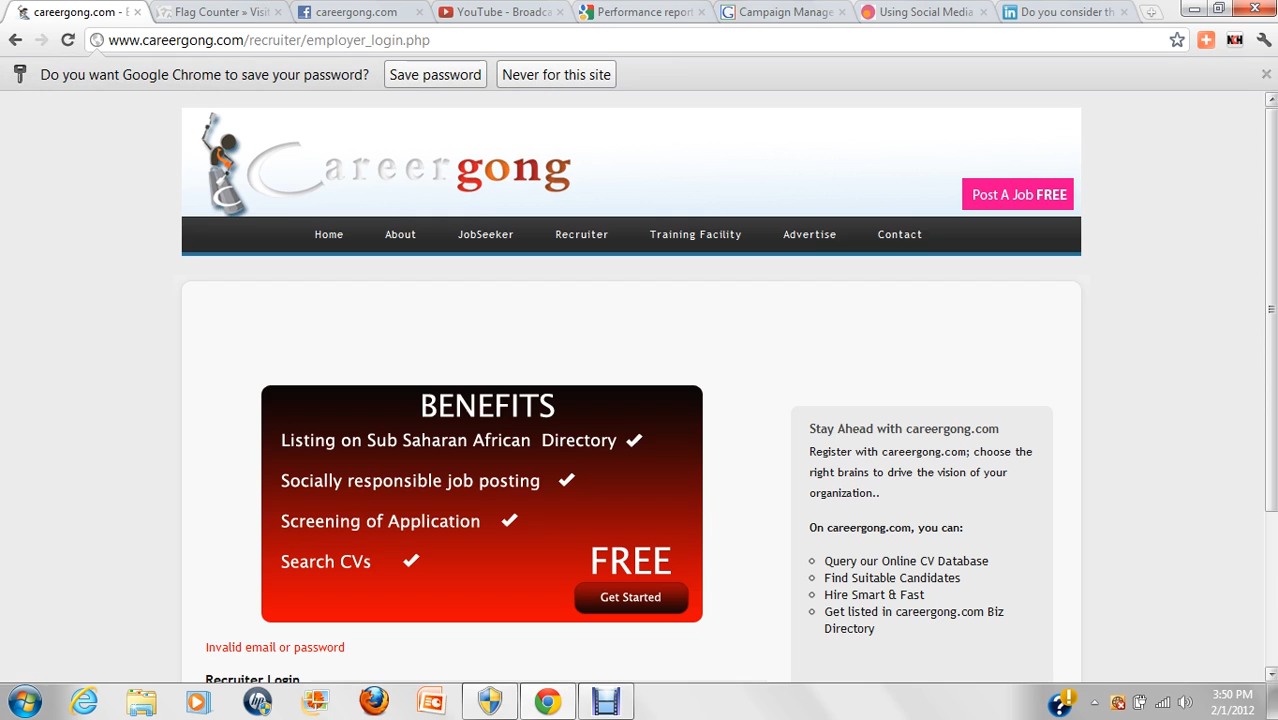 careergong.com - E
Flag Counter » Visit
careergong.com
YouTube - Broadca
Performance report
Campaign Manage
Using Social Media
Do you consider th
www.careergong.com/recruiter/employer_login.php
Do you want Google Chrome to save your password? Save password Never for this site
Careergong
Post A Job FREE
Home About JobSeeker Recruiter Training Facility Advertise Contact
BENEFITS
Listing on Sub Saharan African Directory
Socially responsible job posting
Screening of Application
Search CVs
FREE
Get Started
Invalid email or password
Recruiter Login
Stay Ahead with careergong.com
Register with careergong.com; choose the
right brains to drive the vision of your
organization..
On careergong.com, you can:
Query our Online CV Database
Find Suitable Candidates
Hire Smart & Fast
Get listed in careergong.com Biz
Directory
3:50 PM
2/1/2012